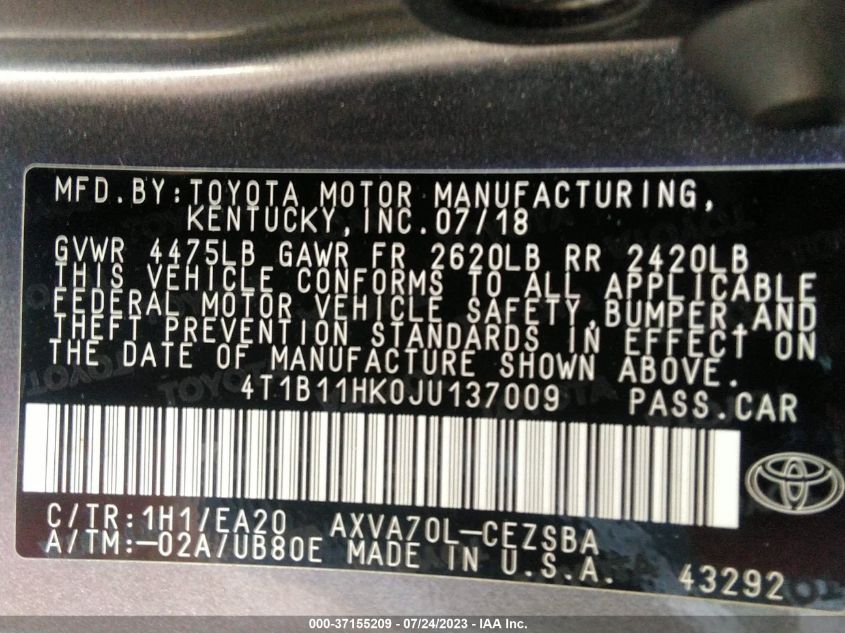 MFD.BY:TOYOTA MOTOR MANUFACTURING,
KENTUCKY,INC.07/18
GVWR 4475LB GAWR FR 2620LB RR 2420LB
THIS VEHICLE CONFORMS TO ALL APPLICABLE
FEDERAL MOTOR VEHICLE SAFETY,BUMPER,AND
THEFT PREVENTION STANDARDS IN EFFECT ON
THE DATE OF MANUFACTURE SHOWN ABOVE.
4T1B11HK0JU137009 PASS.CAR
C/TR:1H1/EA20 AXVA70L-CEZSBA
A/TM:-02A/UB80E MADE IN U.S.A. 43292
000-37155209 - 07/24/2023 - IAA Inc.